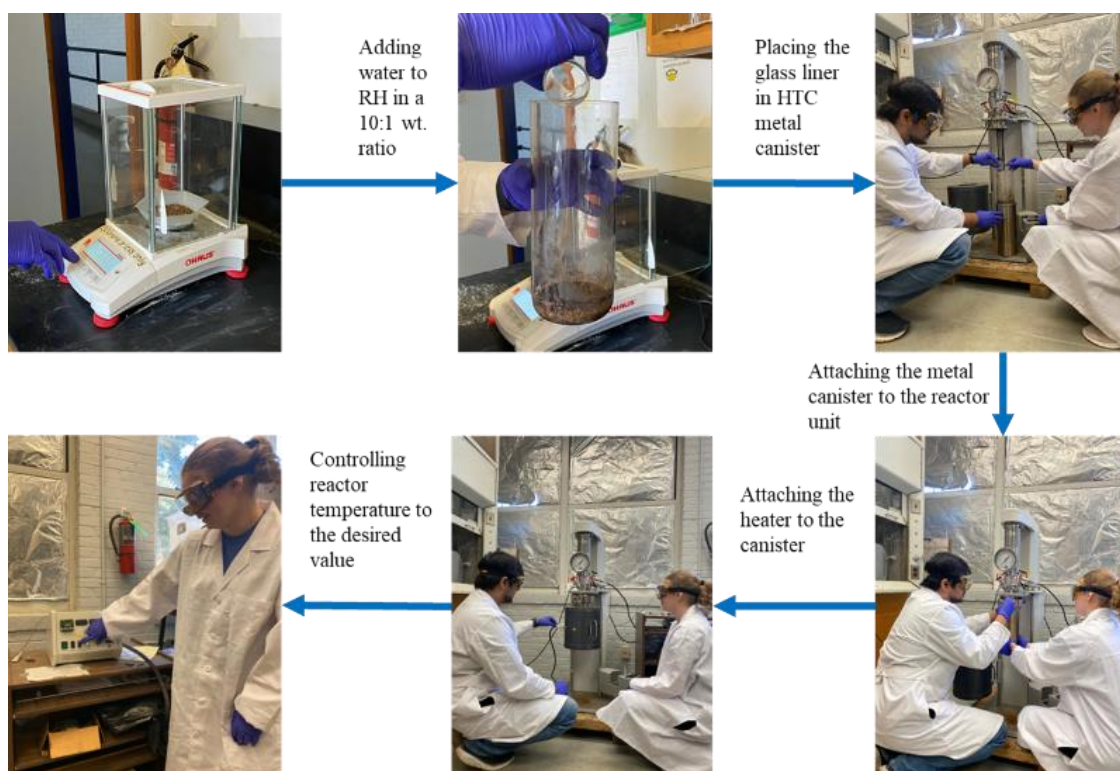 Adding
water to
RH in a
10:1 wt.
ratio
Placing the
glass liner
in HTC
metal
canister
OHAUS
OHAUS
Attaching the metal
canister to the reactor
unit
Controlling
reactor
temperature to
the desired
value
Attaching the
heater to the
canister